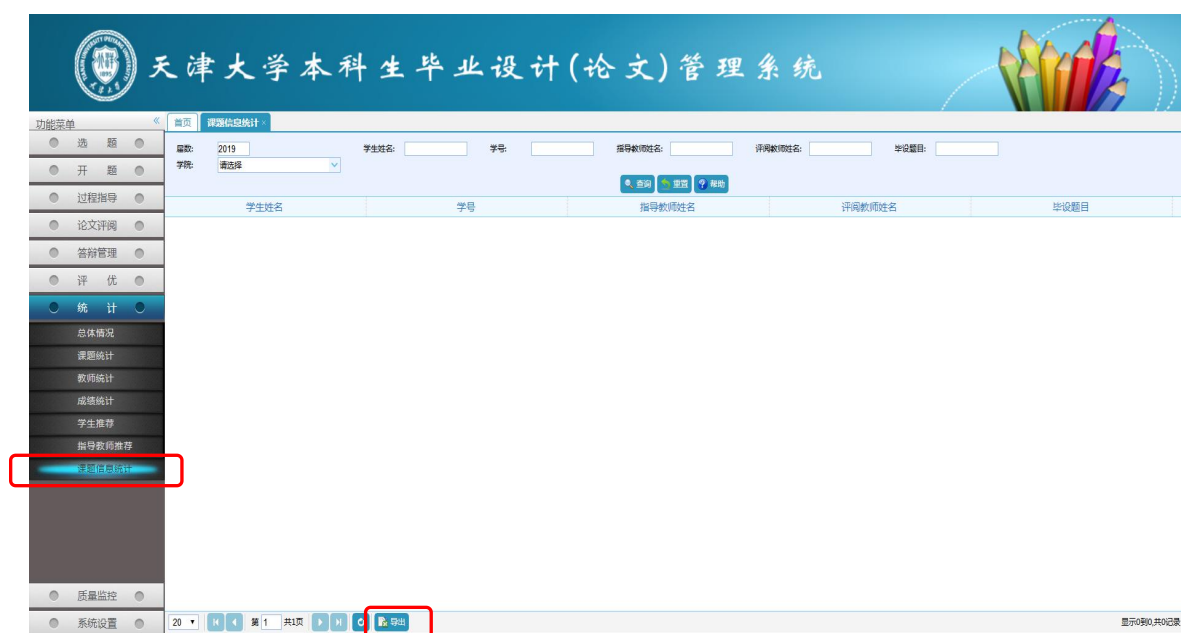 天津大学本科生毕业设计(论文)管理系统
功能菜单 «
首页 课题信息统计 ×
选 题
开 题
过程指导
论文评阅
答辩管理
评 优
统 计
总体情况
课题统计
教师统计
成绩统计
学生推荐
指导教师推荐
课题信息统计
质量监控
系统设置
届数: 2019 学生姓名: 学号: 指导教师姓名: 评阅教师姓名: 毕设题目:
学院: 请选择
查询 重置 ? 帮助
学生姓名 学号 指导教师姓名 评阅教师姓名 毕设题目
20 第 1 共1页 导出 显示0到0,共0记录